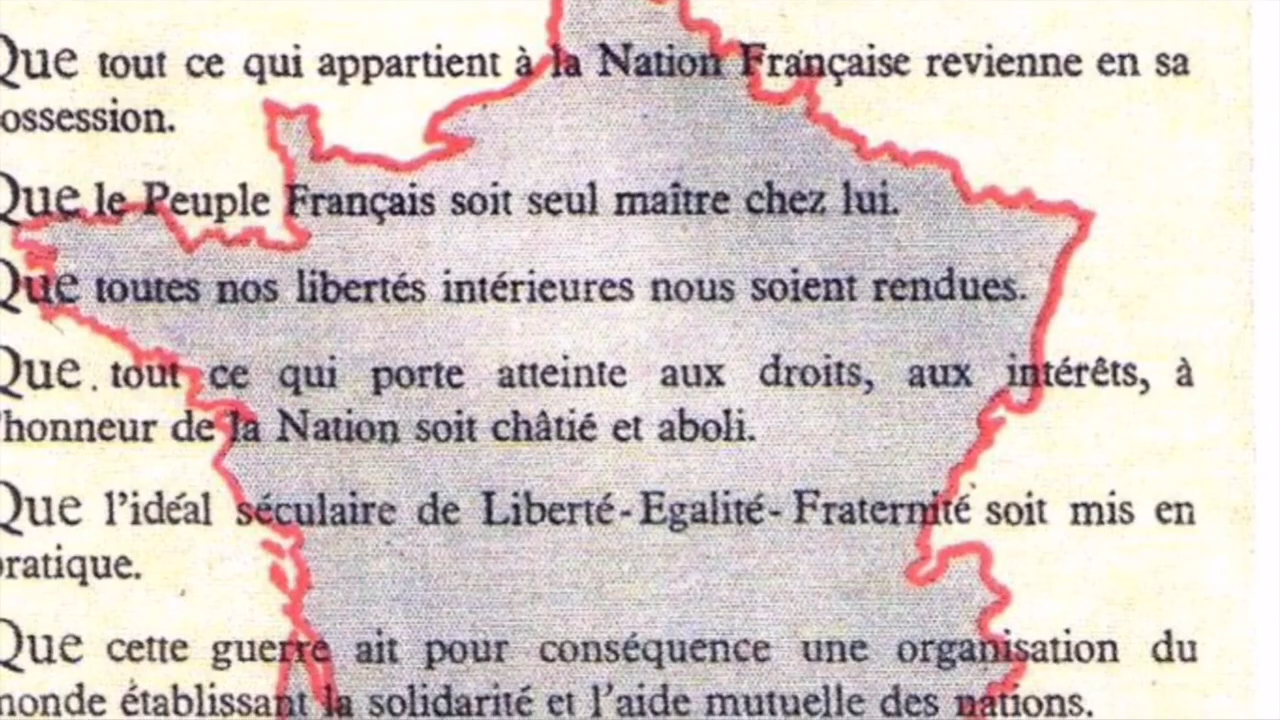 Que tout ce qui appartient à la Nation Française revienne en sa
ossession.
Que le Peuple Français soit seul maître chez lui.
Que toutes nos libertés intérieures nous soient rendues.
Que tout ce qui porte atteinte aux droits, aux intérêts, à
'honneur de la Nation soit châtié et aboli.
Que l'idéal séculaire de Liberté-Egalité-Fraternité soit mis en
ratique.
Que cette guerre ait pour conséquence une organisation du
monde établissant la solidarité et l'aide mutuelle des nations.